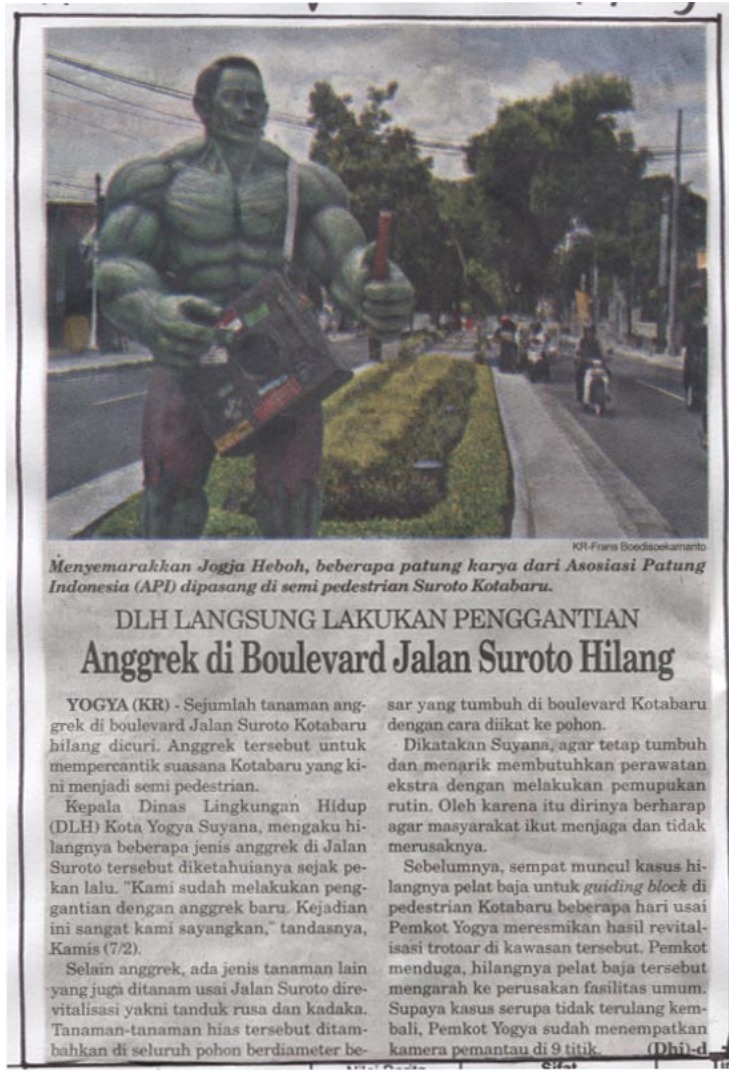 KR-Frans Boedisoekamanto
Menyemarakkan Jogja Heboh, beberapa patung karya dari Asosiasi Patung
Indonesia (API) dipasang di semi pedestrian Suroto Kotabaru.
DLH LANGSUNG LAKUKAN PENGGANTIAN
Anggrek di Boulevard Jalan Suroto Hilang
YOGYA (KR) - Sejumlah tanaman ang-
grek di boulevard Jalan Suroto Kotabaru
hilang dicuri. Anggrek tersebut untuk
mempercantik suasana Kotabaru yang ki-
ni menjadi semi pedestrian.
Kepala Dinas Lingkungan Hidup
(DLH) Kota Yogya Suyana, mengaku hi-
langnya beberapa jenis anggrek di Jalan
Suroto tersebut diketahuianya sejak pe-
kan lalu. "Kami sudah melakukan peng-
gantian dengan anggrek baru. Kejadian
ini sangat kami sayangkan," tandasnya,
Kamis (7/2).
Selain anggrek, ada jenis tanaman lain
yang juga ditanam usai Jalan Suroto dire-
vitalisasi yakni tanduk rusa dan kadaka.
Tanaman-tanaman hias tersebut ditam-
bahkan di seluruh pohon berdiameter be-
sar yang tumbuh di boulevard Kotabaru
dengan cara diikat ke pohon.
Dikatakan Suyana, agar tetap tumbuh
dan menarik membutuhkan perawatan
ekstra dengan melakukan pemupukan
rutin. Oleh karena itu dirinya berharap
agar masyarakat ikut menjaga dan tidak
merusaknya.
Sebelumnya, sempat muncul kasus hi-
langnya pelat baja untuk guiding block di
pedestrian Kotabaru beberapa hari usai
Pemkot Yogya meresmikan hasil revital-
isasi trotoar di kawasan tersebut. Pemkot
menduga, hilangnya pelat baja tersebut
mengarah ke perusakan fasilitas umum.
Supaya kasus serupa tidak terulang kem-
bali, Pemkot Yogya sudah menempatkan
kamera pemantau di 9 titik. (Dhi)-d